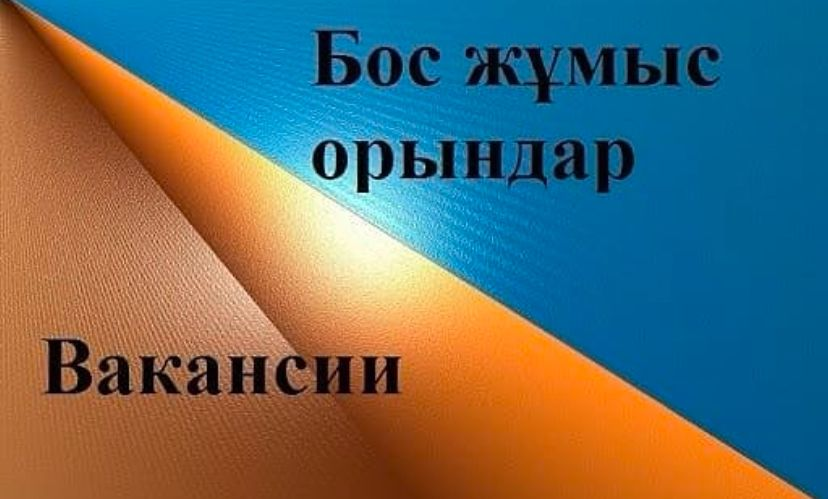 Бос жұмыс
орындар
Вакансии